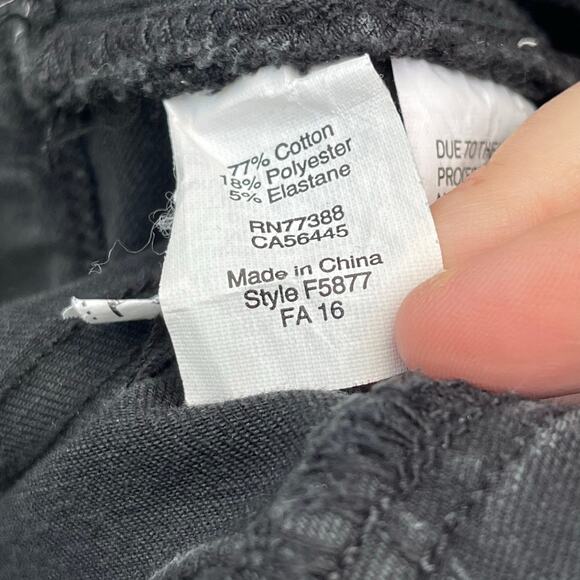 77% Cotton
18% Polyester
5% Elastane
RN77388
CA56445
Made in China
Style F5877
FA 16
DUE TO THE